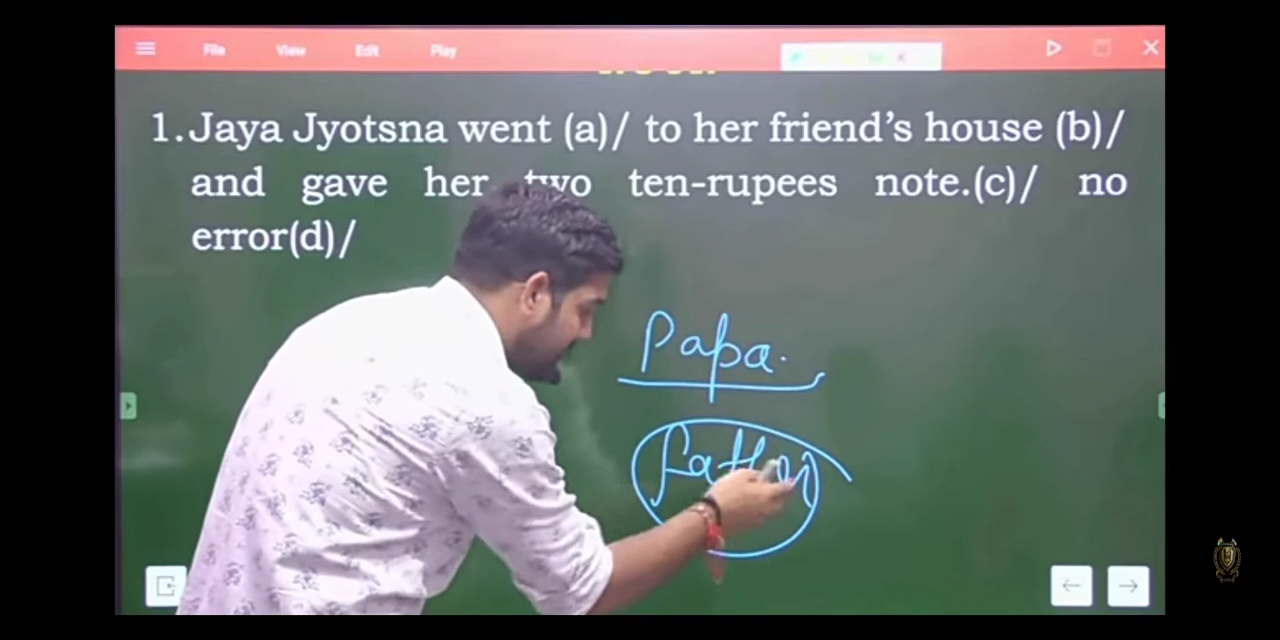 File View Edit Play
1. Jaya Jyotsna went (a)/ to her friend's house (b)/
and gave her two ten-rupees note.(c)/ no
error(d)/
Papa.